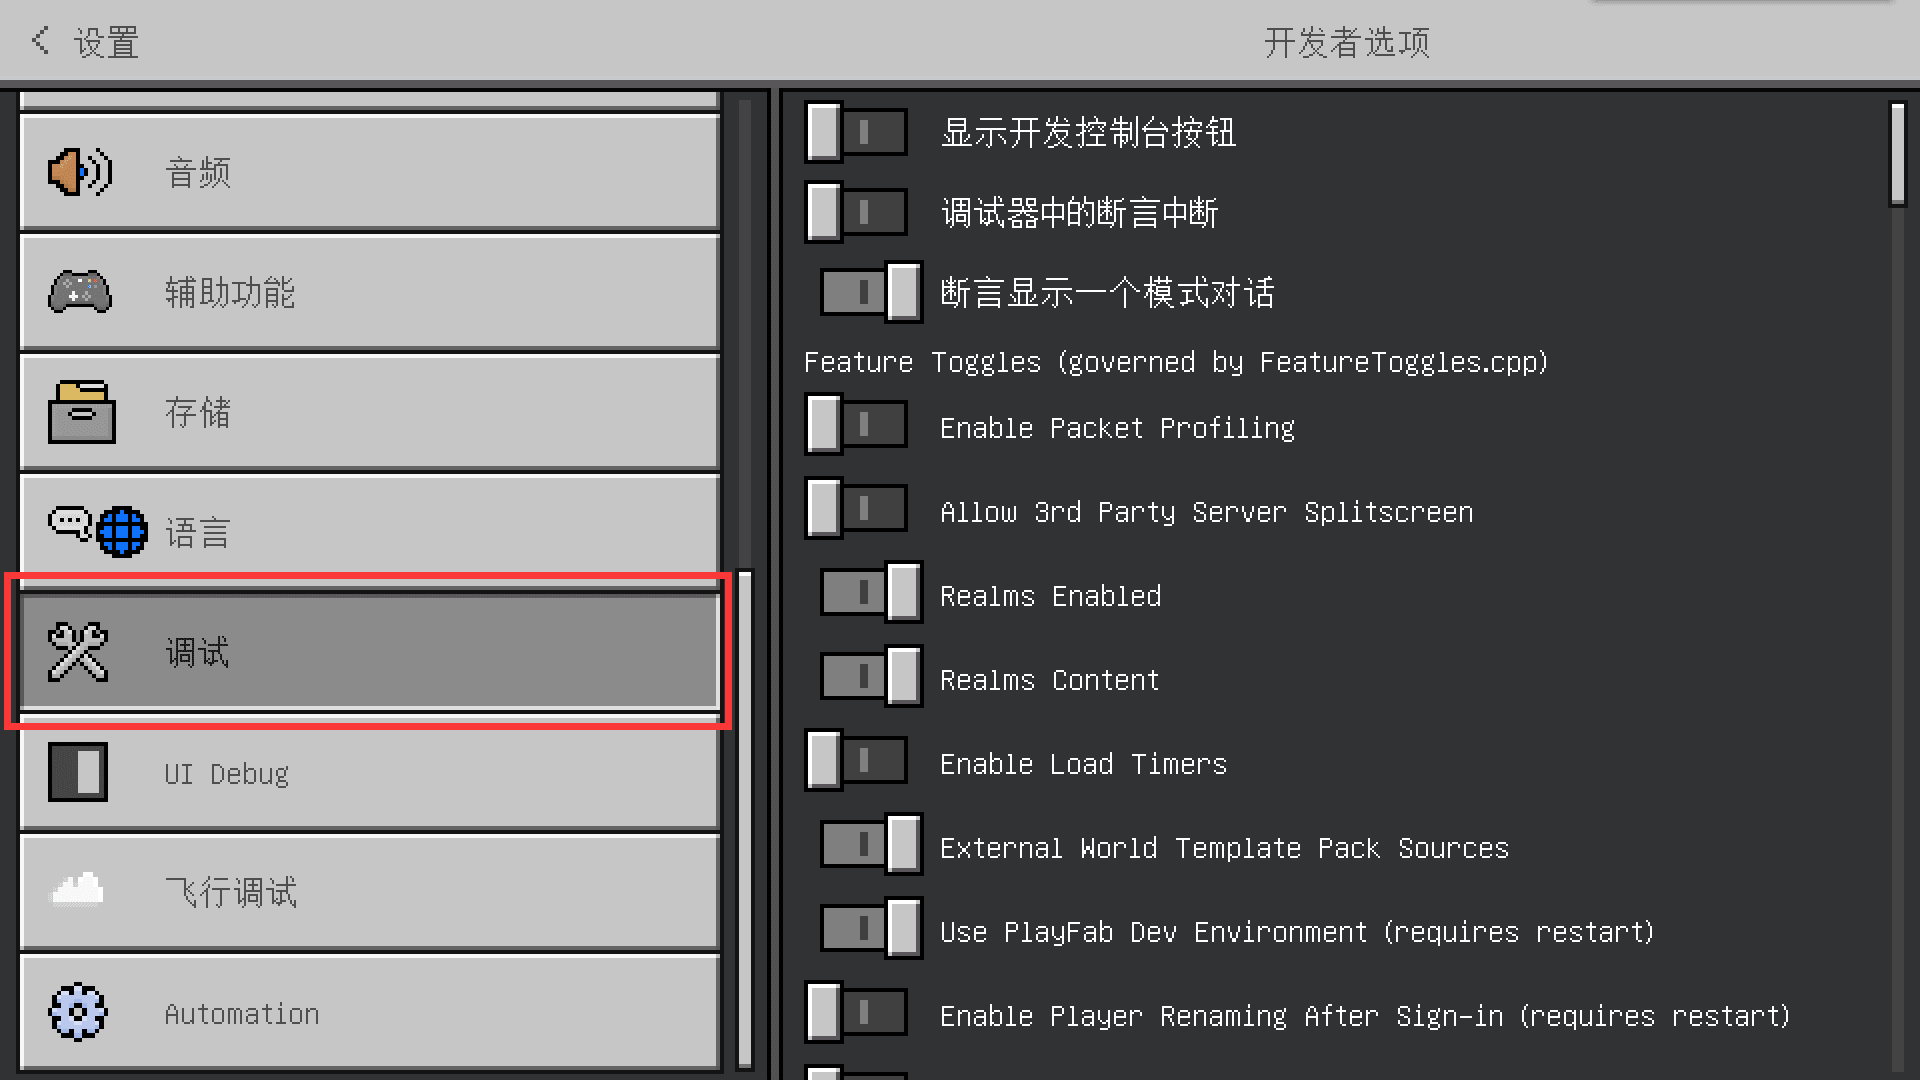 设置
开发者选项
音频
辅助功能
存储
语言
调试
UI Debug
飞行调试
Automation
显示开发控制台按钮
调试器中的断言中断
断言显示一个模式对话
Feature Toggles (governed by FeatureToggles.cpp)
Enable Packet Profiling
Allow 3rd Party Server Splitscreen
Realms Enabled
Realms Content
Enable Load Timers
External World Template Pack Sources
Use PlayFab Dev Environment (requires restart)
Enable Player Renaming After Sign-in (requires restart)